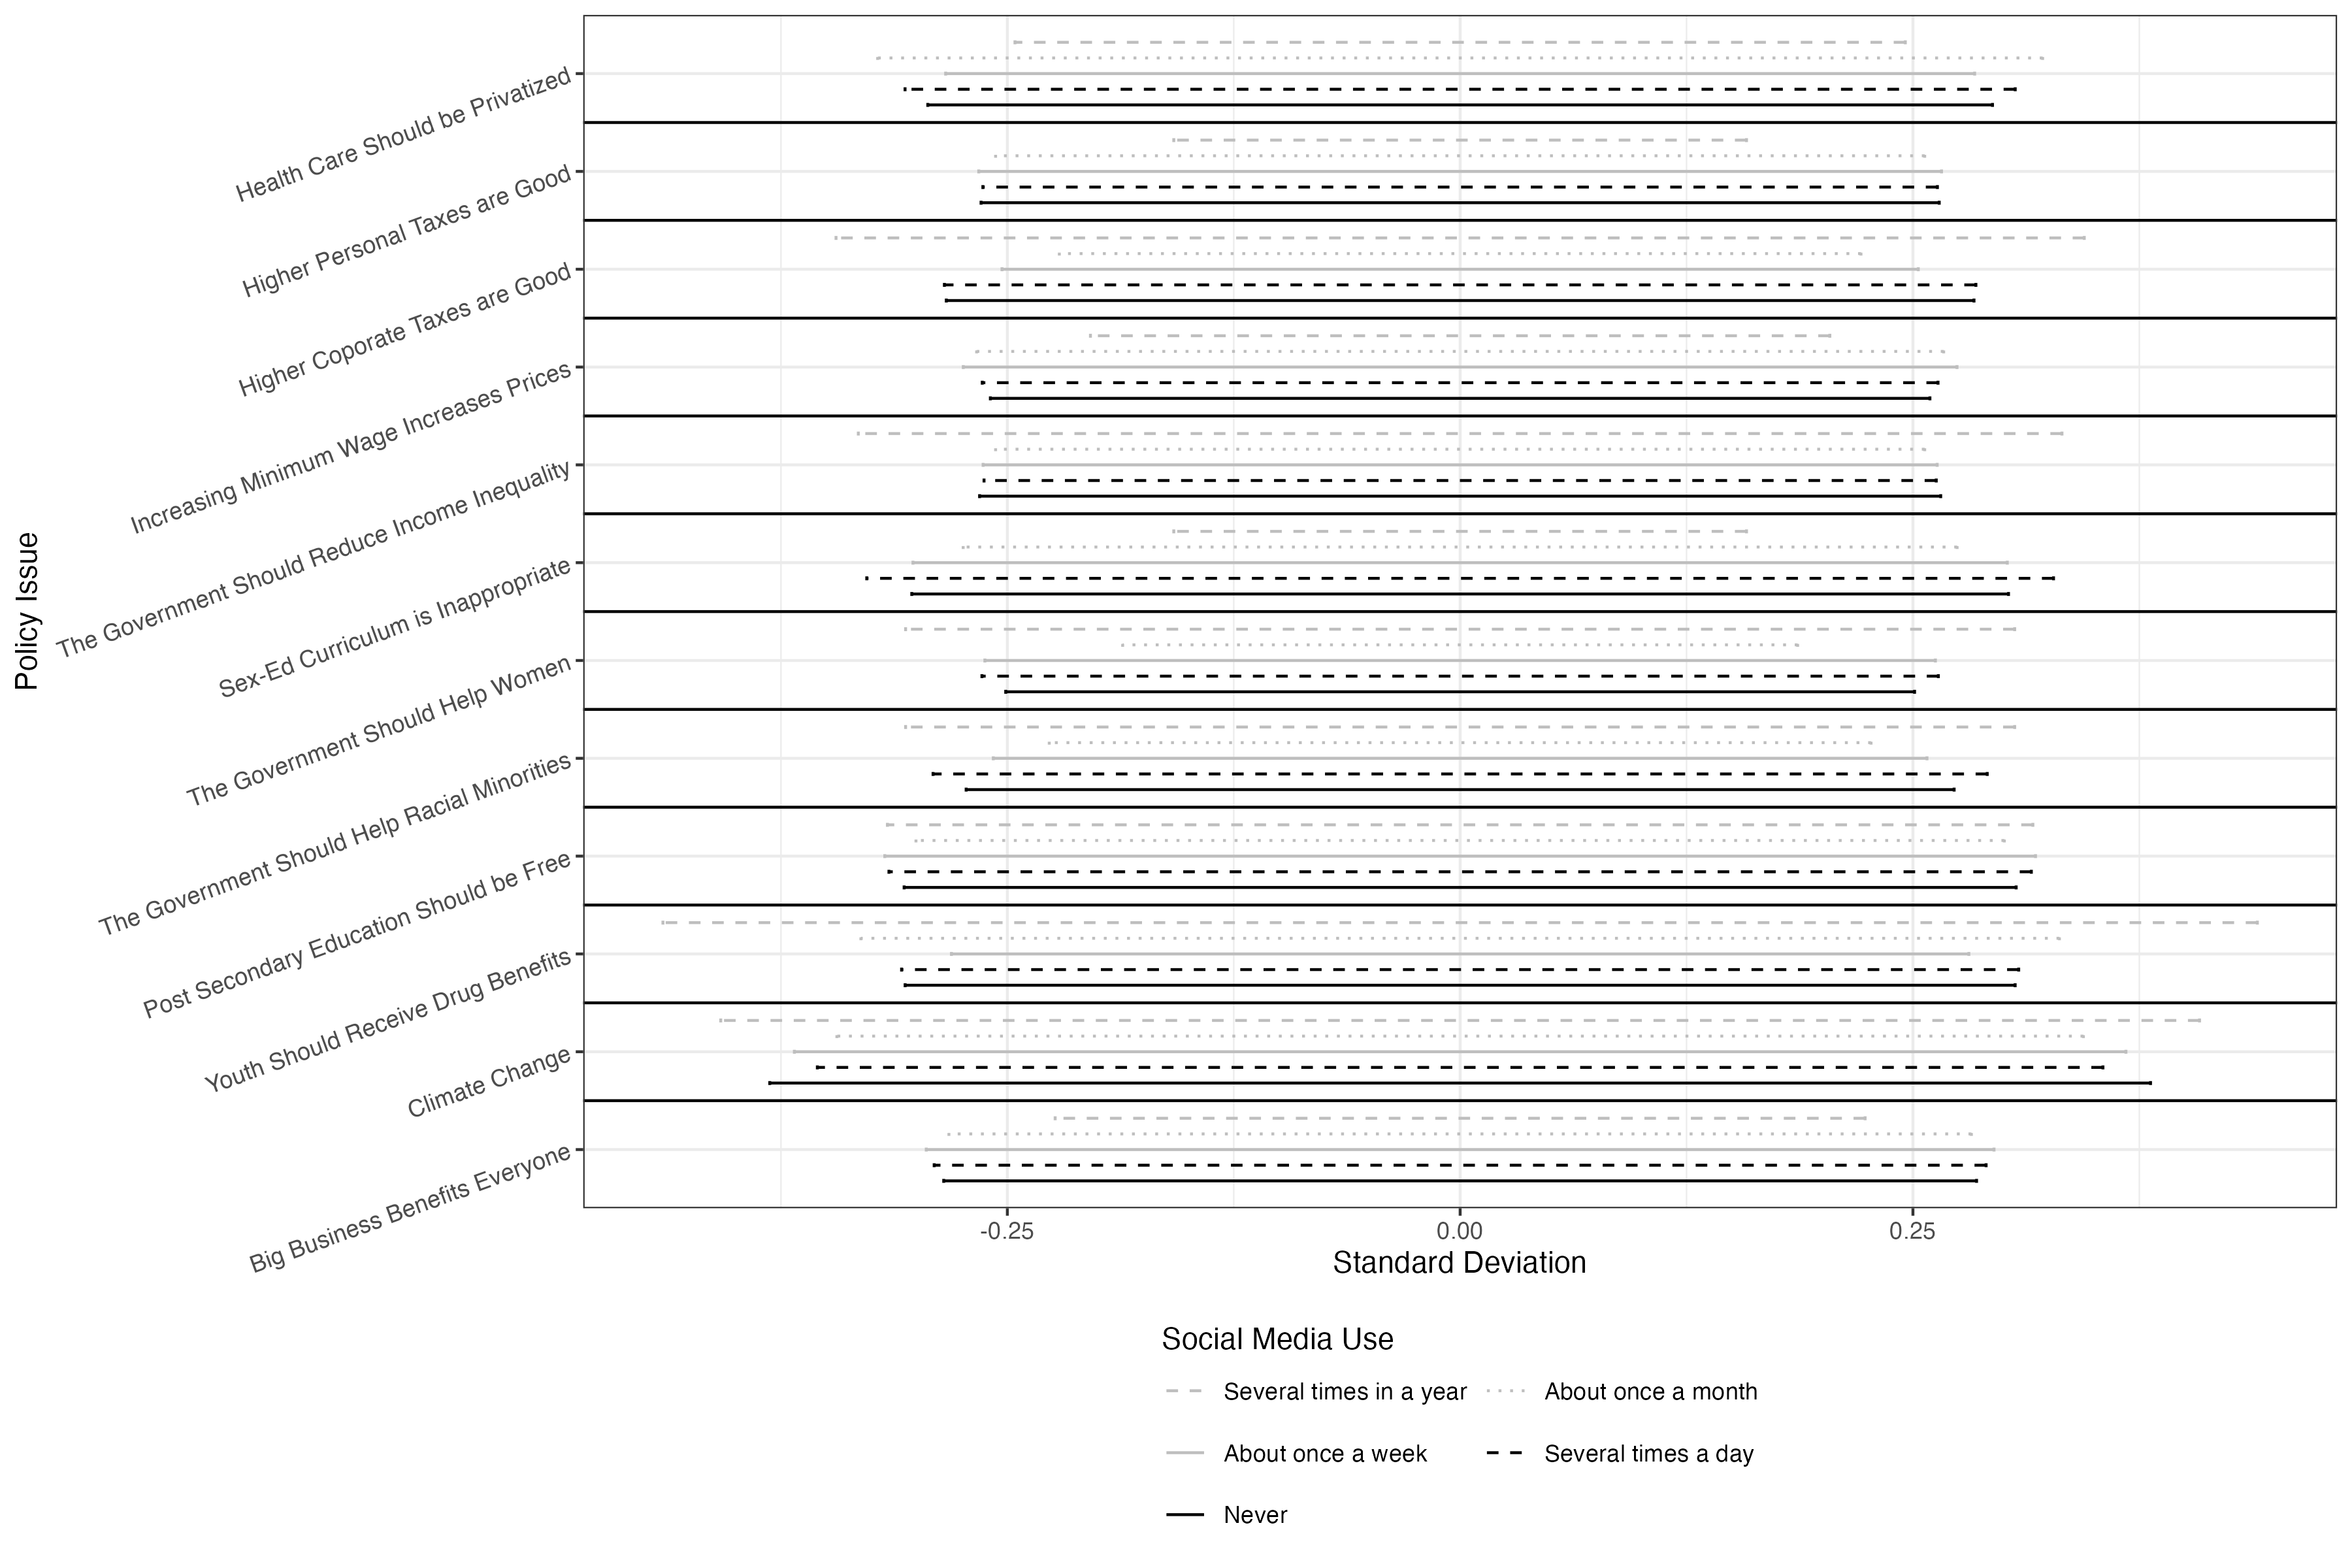 Policy Issue
Health Care Should be Privatized
Higher Personal Taxes are Good
Higher Coporate Taxes are Good
Increasing Minimum Wage Increases Prices
The Government Should Reduce Income Inequality
Sex-Ed Curriculum is Inappropriate
The Government Should Help Women
The Government Should Help Racial Minorities
Post Secondary Education Should be Free
Youth Should Receive Drug Benefits
Climate Change
Big Business Benefits Everyone
-0.25 0.00 0.25
Standard Deviation
Social Media Use
Several times in a year About once a month
About once a week Several times a day
Never